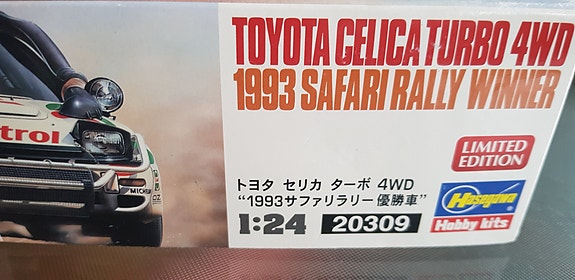 TOYOTA CELICA TURBO 4WD
1993 SAFARI RALLY WINNER
LIMITED
EDITION
トヨタ セリカ ターボ 4WD
“1993サファリラリー優勝車”
1:24 20309
Hasegawa
Hobby kits
trol
MICHEL